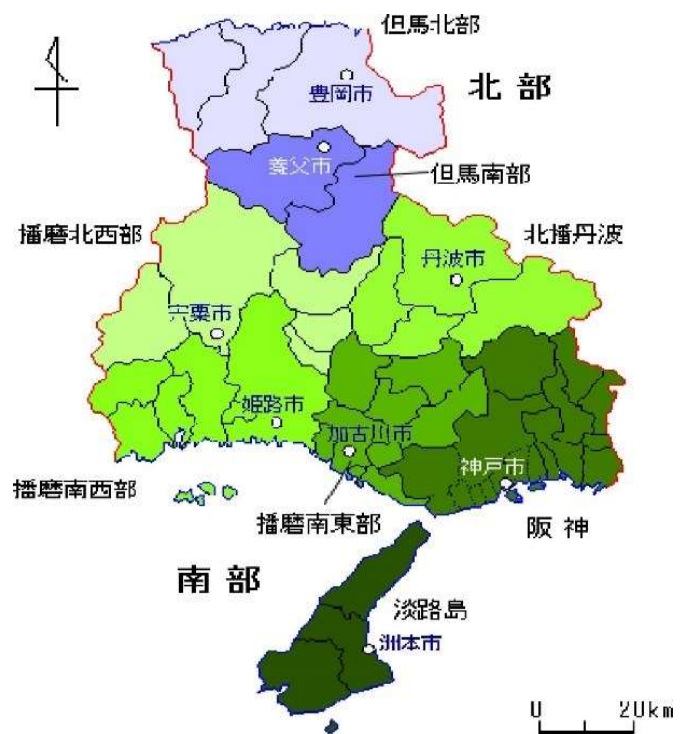 但馬北部
北部
豊岡市
養父市
但馬南部
播磨北西部
北播丹波
丹波市
宍粟市
姫路市
加古川市
神戸市
播磨南西部
播磨南東部
阪神
南部
淡路島
洲本市
0 20km